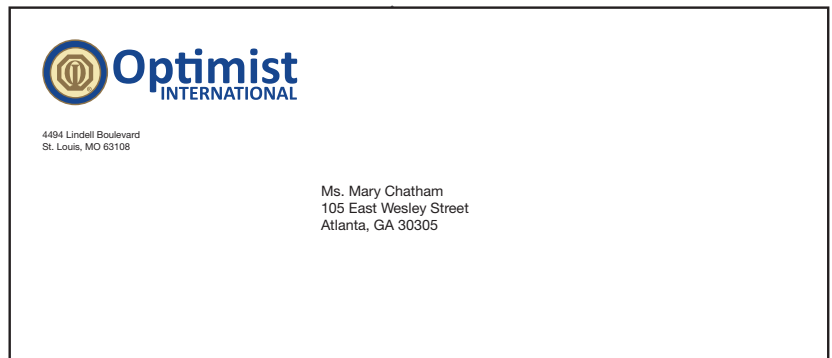 Optimist
INTERNATIONAL
4494 Lindell Boulevard
St. Louis, MO 63108
Ms. Mary Chatham
105 East Wesley Street
Atlanta, GA 30305